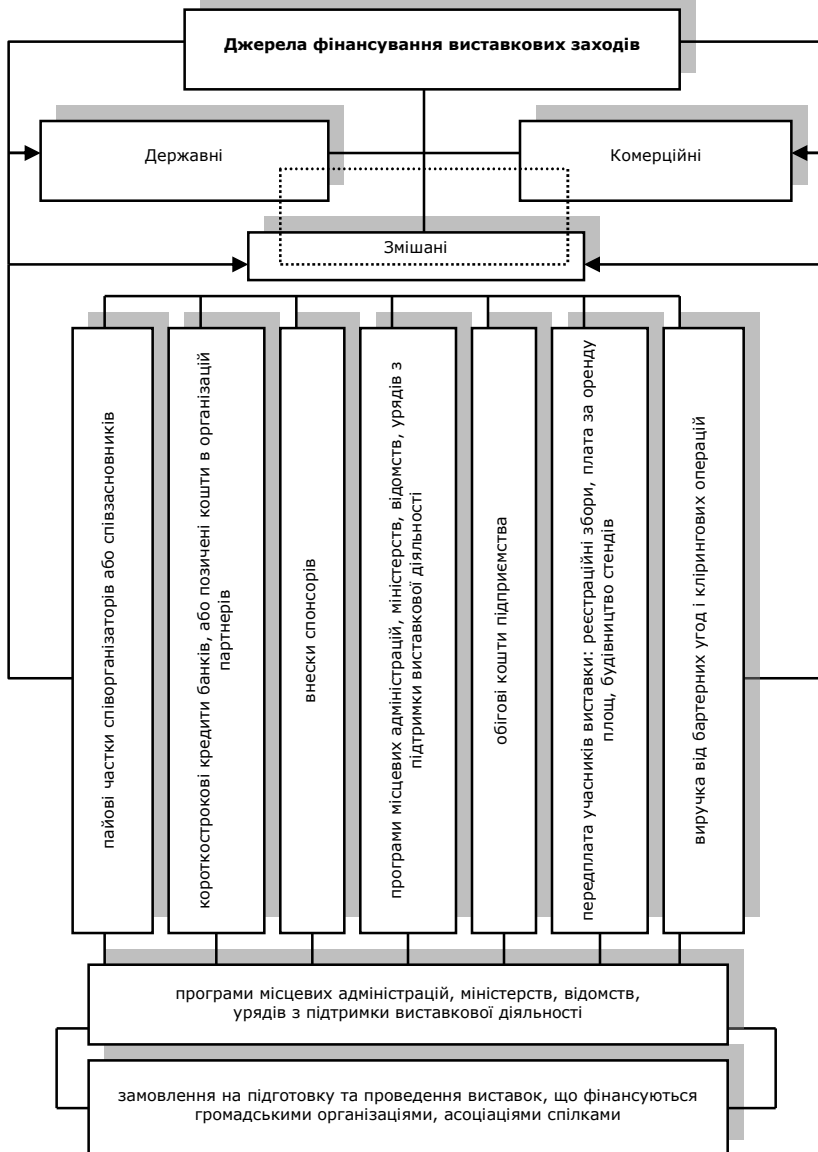 Джерела фінансування виставкових заходів
Державні
Комерційні
Змішані
пайові частки співорганізаторів або співзасновників
короткострокові кредити банків, або позичені кошти в організацій
партнерів
внески спонсорів
програми місцевих адміністрацій, міністерств, відомств, урядів з
підтримки виставкової діяльності
обігові кошти підприємства
передплата учасників виставки: реєстраційні збори, плата за оренду
площ, будівництво стендів
виручка від бартерних угод і клірингових операцій
програми місцевих адміністрацій, міністерств, відомств,
урядів з підтримки виставкової діяльності
замовлення на підготовку та проведення виставок, що фінансуються
громадськими організаціями, асоціаціями спілками